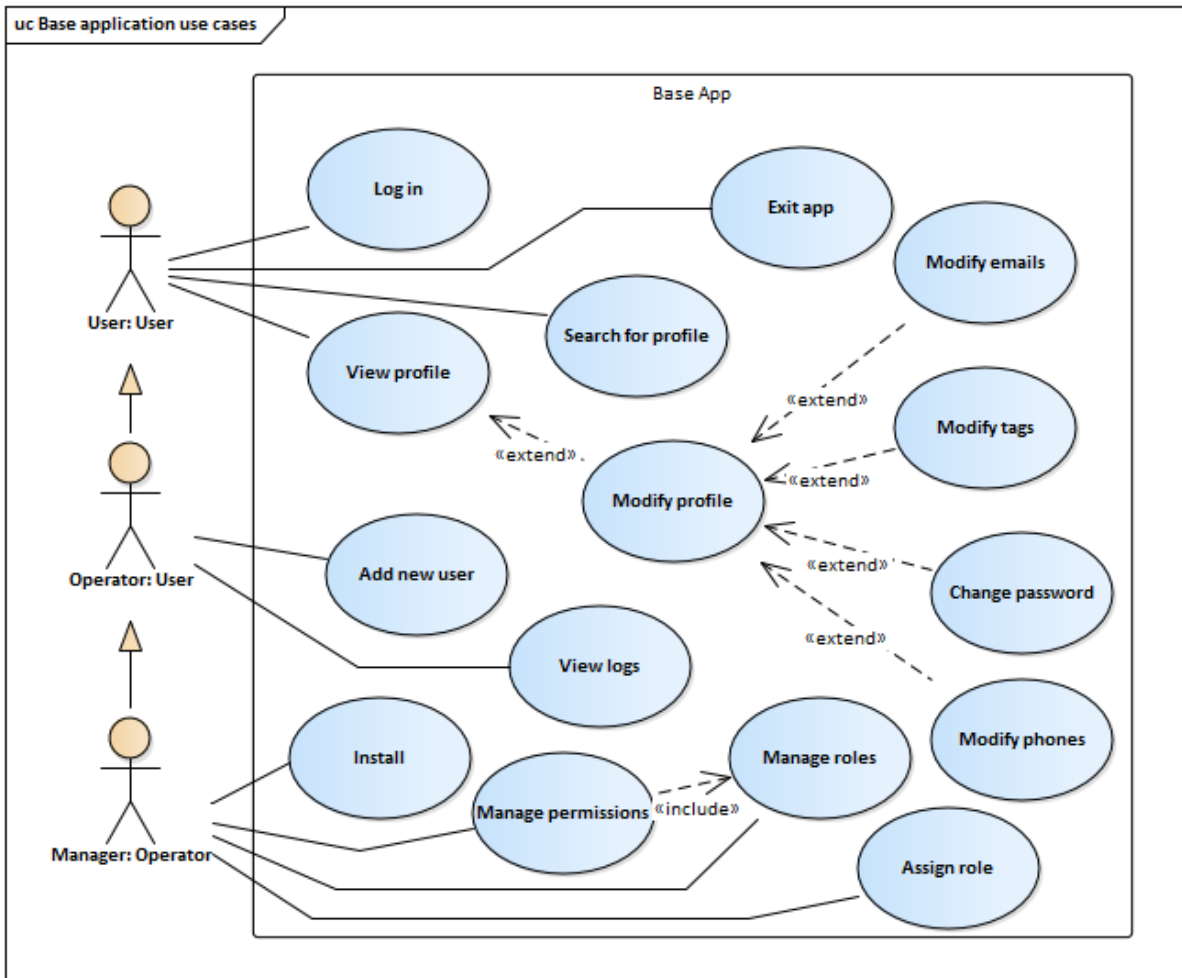 uc Base application use cases
Base App
Log in
Exit app
Modify emails
User: User
Search for profile
View profile
«extend»
Modify tags
«extend»
«extend»
Modify profile
Operator: User
Add new user
«extend»
Change password
«extend»
View logs
Install
Manage roles
Modify phones
Manage permissions
«include»
Manager: Operator
Assign role